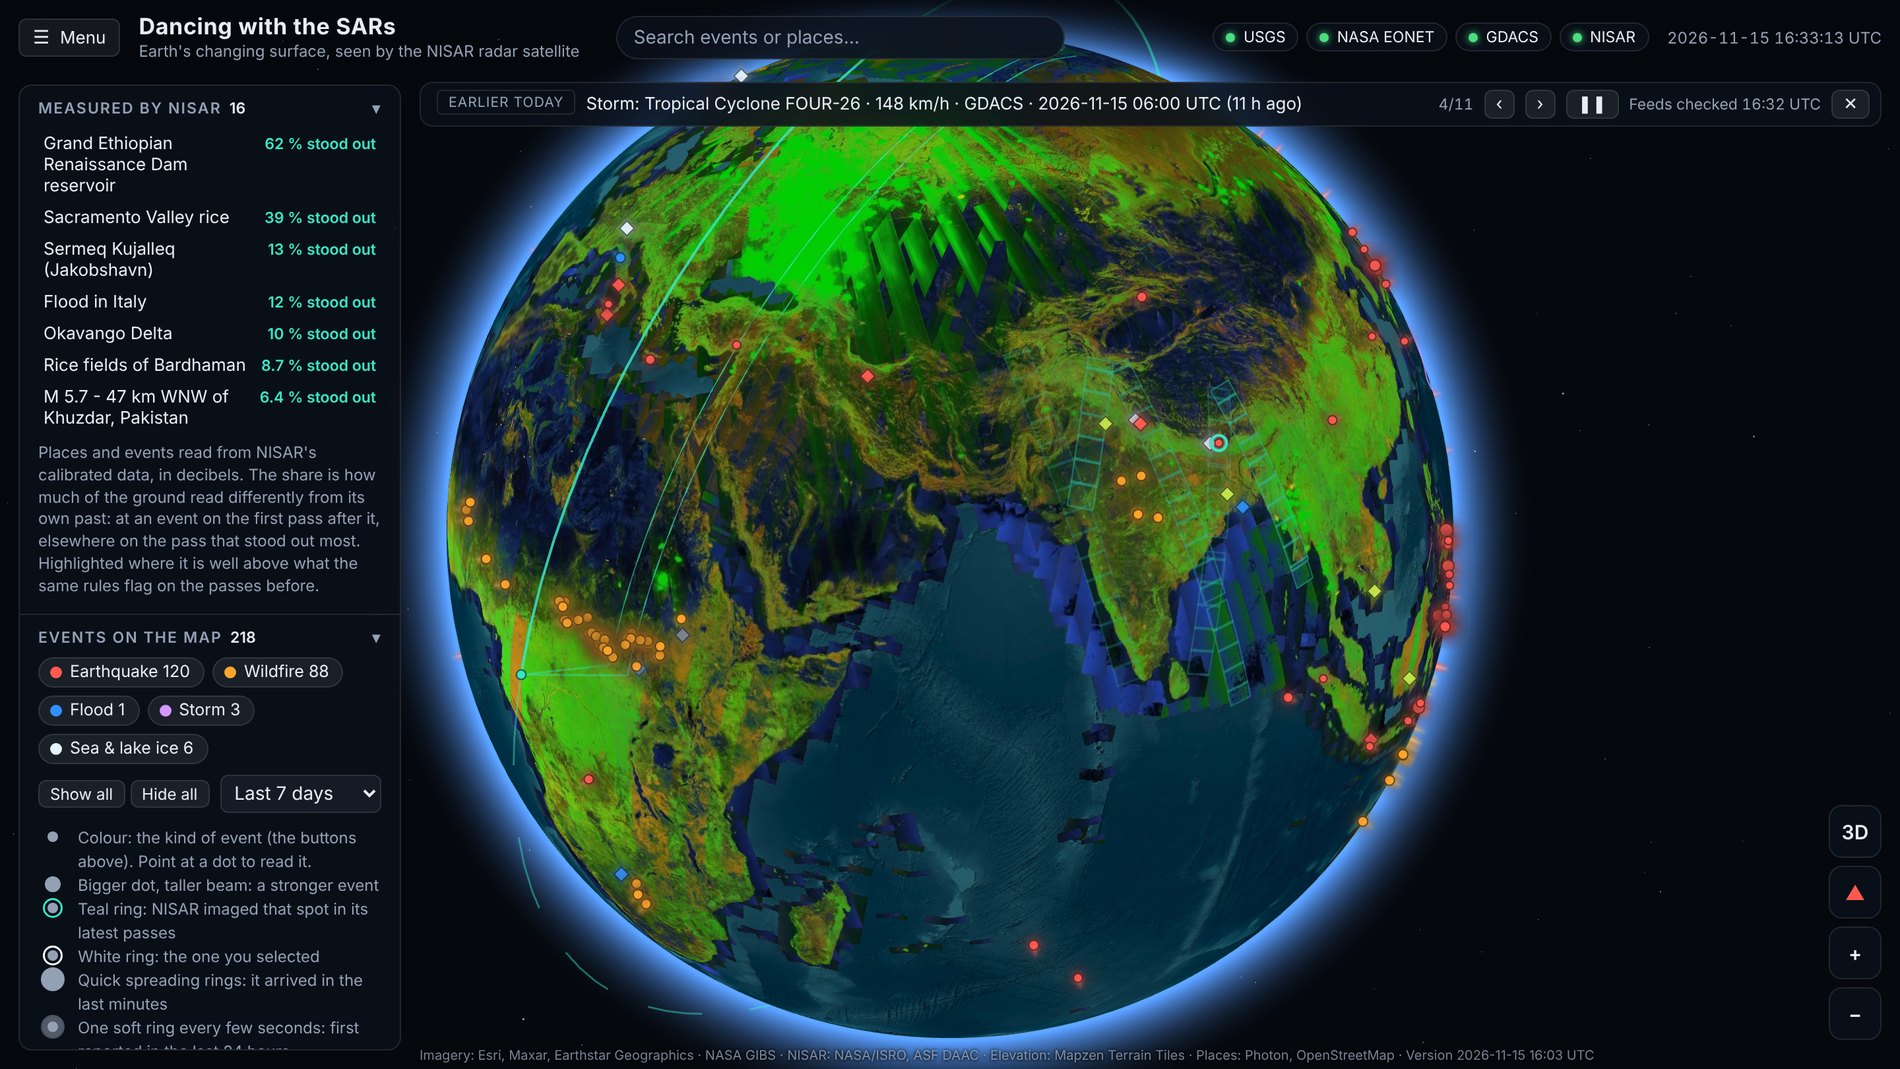 ☰ Menu
Dancing with the SARs
Earth's changing surface, seen by the NISAR radar satellite
Search events or places...
USGS
NASA EONET
GDACS
NISAR
2026-11-15 16:33:13 UTC
EARLIER TODAY
Storm: Tropical Cyclone FOUR-26 · 148 km/h · GDACS · 2026-11-15 06:00 UTC (11 h ago)
4/11
Feeds checked 16:32 UTC
MEASURED BY NISAR 16
Grand Ethiopian
Renaissance Dam
reservoir
62 % stood out
Sacramento Valley rice
39 % stood out
Sermeq Kujalleq
(Jakobshavn)
13 % stood out
Flood in Italy
12 % stood out
Okavango Delta
10 % stood out
Rice fields of Bardhaman
8.7 % stood out
M 5.7 - 47 km WNW of
Khuzdar, Pakistan
6.4 % stood out
Places and events read from NISAR's
calibrated data, in decibels. The share is how
much of the ground read differently from its
own past: at an event on the first pass after it,
elsewhere on the pass that stood out most.
Highlighted where it is well above what the
same rules flag on the passes before.
EVENTS ON THE MAP 218
Earthquake 120
Wildfire 88
Flood 1
Storm 3
Sea & lake ice 6
Show all
Hide all
Last 7 days
Colour: the kind of event (the buttons
above). Point at a dot to read it.
Bigger dot, taller beam: a stronger event
Teal ring: NISAR imaged that spot in its
latest passes
White ring: the one you selected
Quick spreading rings: it arrived in the
last minutes
One soft ring every few seconds: first
3D
+
−
Imagery: Esri, Maxar, Earthstar Geographics · NASA GIBS · NISAR: NASA/ISRO, ASF DAAC · Elevation: Mapzen Terrain Tiles · Places: Photon, OpenStreetMap · Version 2026-11-15 16:03 UTC